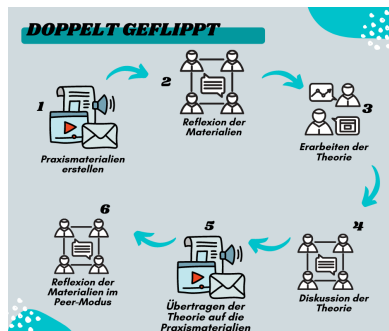 DOPPELT GEFLIPPT
1
Praxismaterialien
erstellen
2
Reflexion der
Materialien
3
Erarbeiten der
Theorie
4
Diskussion der
Theorie
5
Übertragen der
Theorie auf die
Praxismaterialien
6
Reflexion der
Materialien im
Peer-Modus